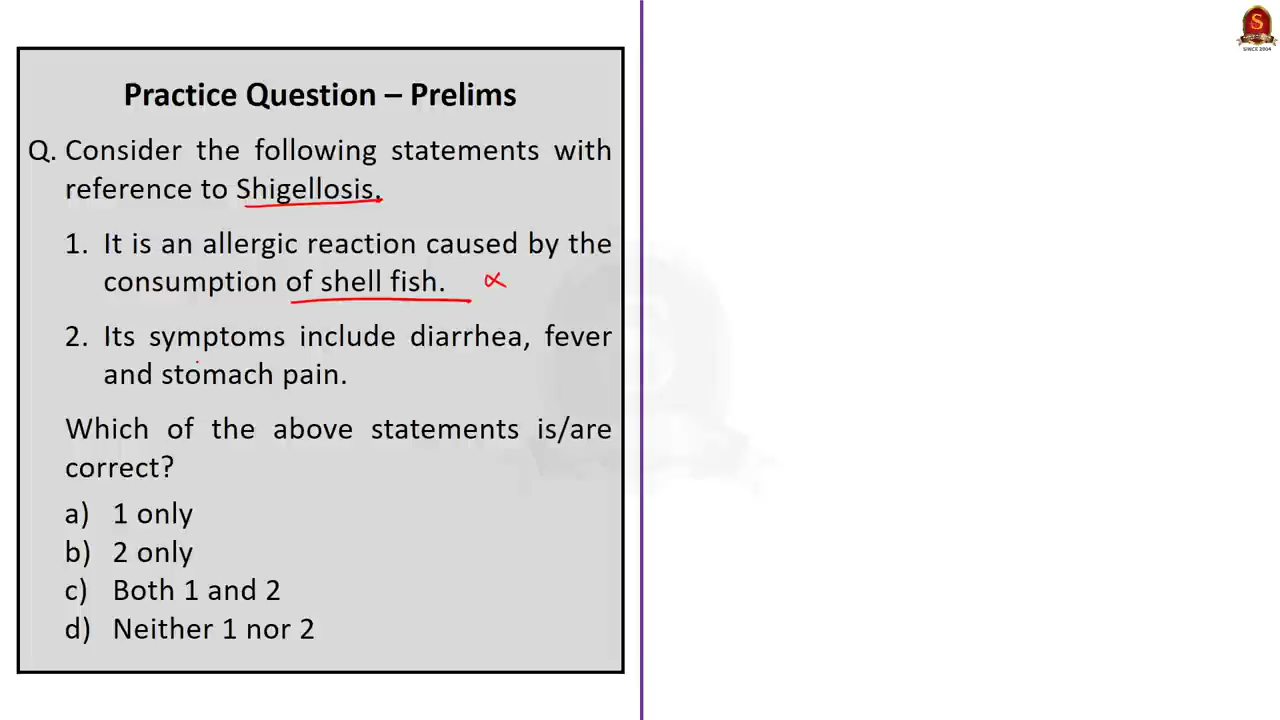 S
SINCE 2004
Practice Question – Prelims
Q. Consider the following statements with
reference to Shigellosis.
1. It is an allergic reaction caused by the
consumption of shell fish.
2. Its symptoms include diarrhea, fever
and stomach pain.
Which of the above statements is/are
correct?
a) 1 only
b) 2 only
c) Both 1 and 2
d) Neither 1 nor 2